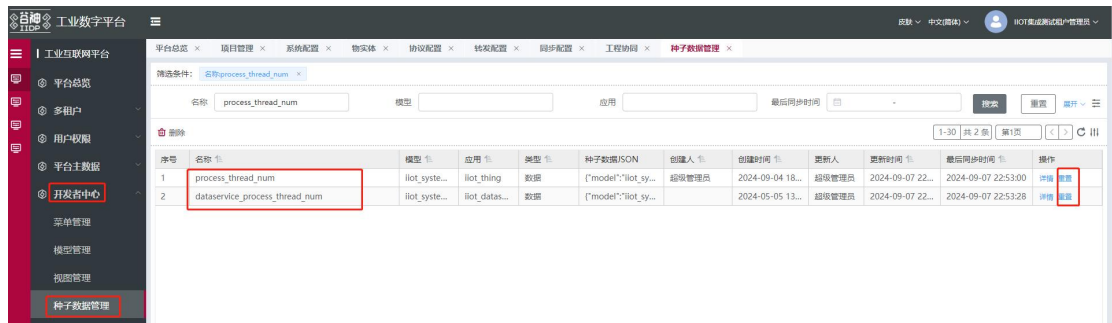 谷神 IIDP 工业数字平台 皮肤 中文(简体) IIOT集成测试租户管理员
工业互联网平台
平台总览 × 项目管理 × 系统配置 × 物实体 × 协议配置 × 转发配置 × 同步配置 × 工程协同 × 种子数据管理 ×
筛选条件: 名称:process_thread_num ×
平台总览
名称 process_thread_num 模型 应用 最后同步时间 - 搜索 重置 展开
多租户
删除 1-30 共 2 条 第1页
用户权限
序号 名称 模型 应用 类型 种子数据JSON 创建人 创建时间 更新人 更新时间 最后同步时间 操作
平台主数据
1 process_thread_num iiot_syste... iiot_thing 数据 {"model":"iiot_sy... 超级管理员 2024-09-04 18... 超级管理员 2024-09-07 22... 2024-09-07 22:53:00 详情 重置
开发者中心
2 dataservice_process_thread_num iiot_syste... iiot_datas... 数据 {"model":"iiot_sy... 2024-05-05 13... 超级管理员 2024-09-07 22... 2024-09-07 22:53:28 详情 重置
菜单管理
模型管理
视图管理
种子数据管理